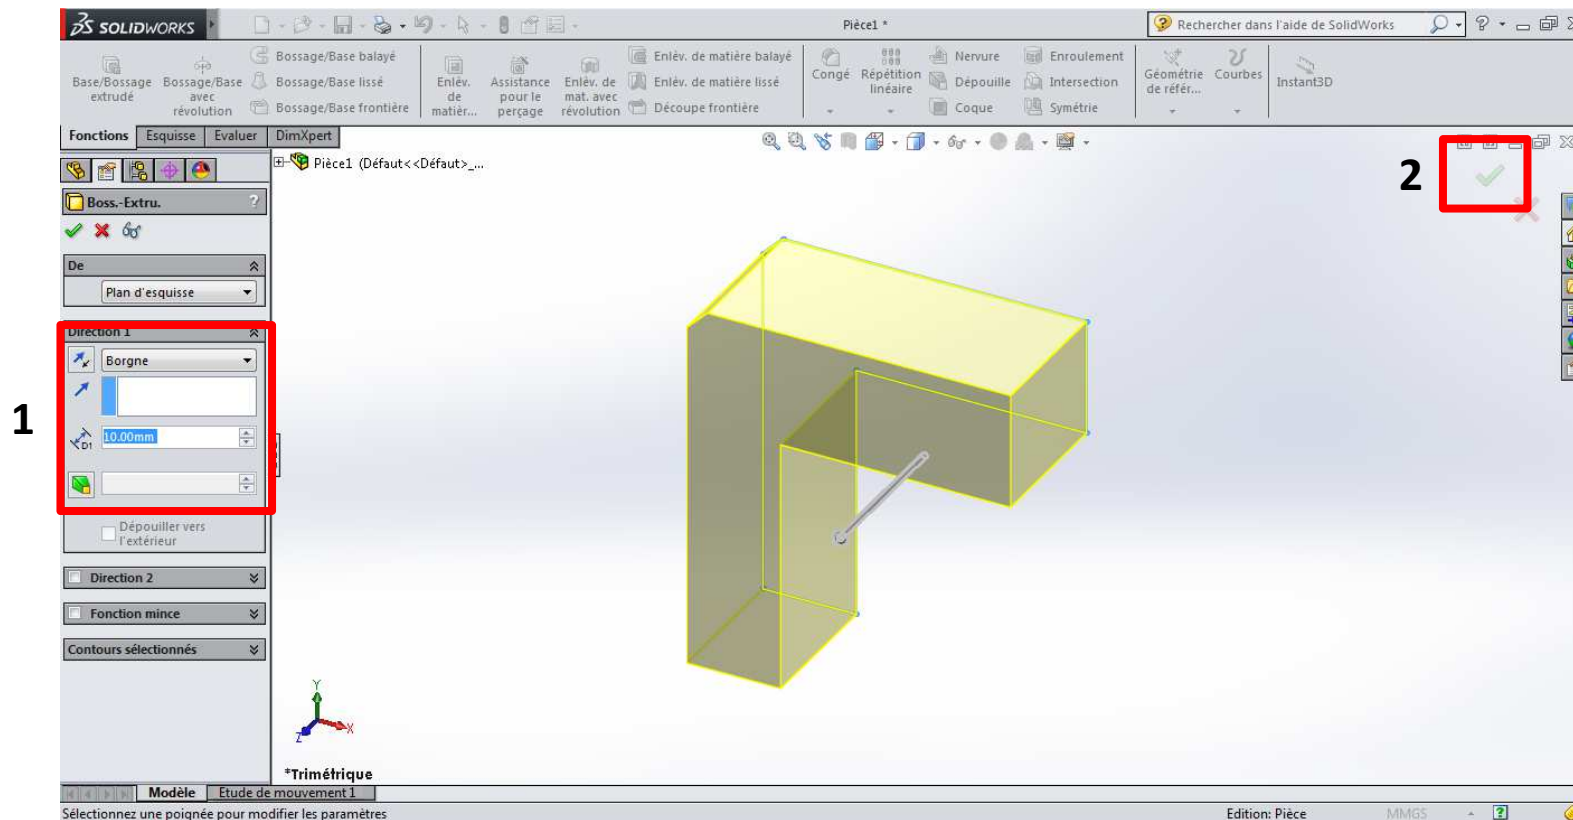 SOLIDWORKS
Pièce1 *
Rechercher dans l'aide de SolidWorks
?
Base/Bossage
extrudé
Bossage/Base
avec
révolution
Bossage/Base balayé
Bossage/Base lissé
Bossage/Base frontière
Enlèv.
de
matièr...
Assistance
pour le
perçage
Enlèv. de
mat. avec
révolution
Enlèv. de matière balayé
Enlèv. de matière lissé
Découpe frontière
Congé
Répétition
linéaire
Nervure
Dépouille
Coque
Enroulement
Intersection
Symétrie
Géométrie
de référ...
Courbes
Instant3D
Fonctions Esquisse Evaluer DimXpert
Pièce1 (Défaut<<Défaut>_...
2
Boss.-Extru. ?
De
Plan d'esquisse
Direction 1
Borgne
1
D1
10.00mm
Dépouiller vers
l'extérieur
Direction 2
Fonction mince
Contours sélectionnés
Y
X
Z
*Trimétrique
Modèle Etude de mouvement 1
Sélectionnez une poignée pour modifier les paramètres
Edition: Pièce
MMGS
?